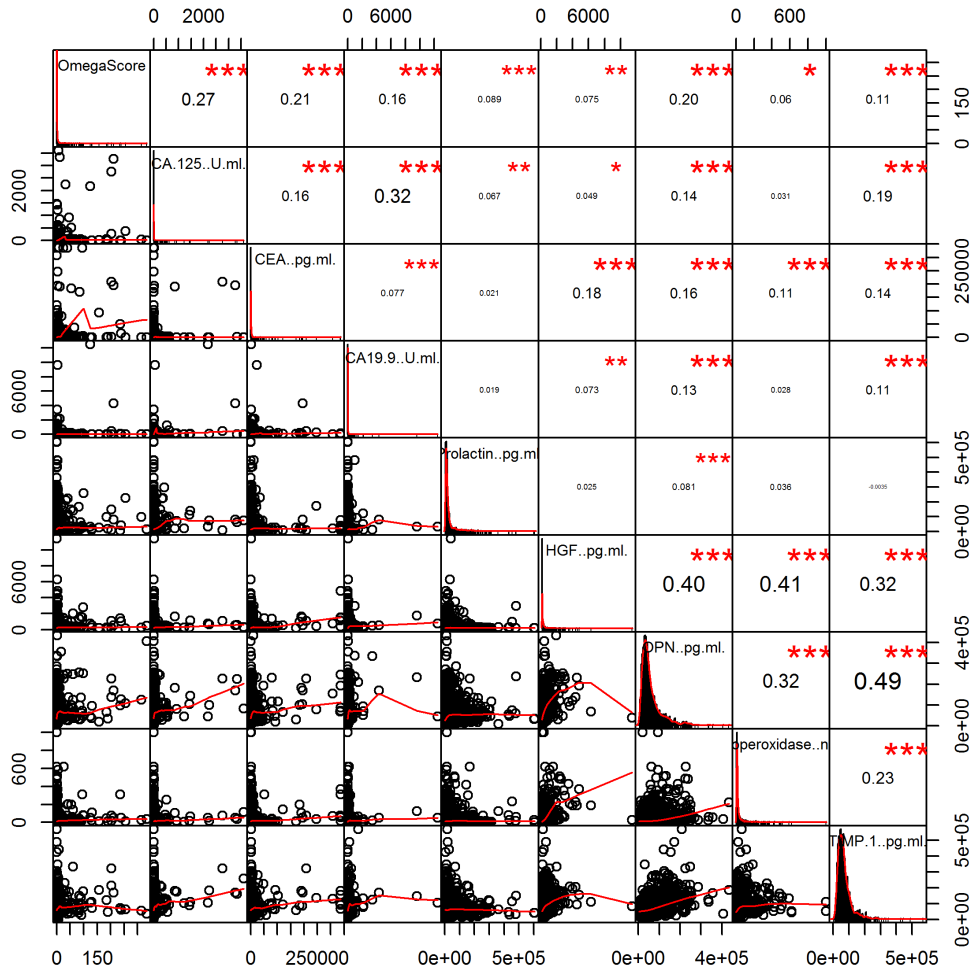 0 2000 0 6000 0 6000 0 600
OmegaScore *** 0.27 *** 0.21 *** 0.16 *** 0.089 ** 0.075 *** 0.20 * 0.06 *** 0.11 0 150
0 2000 CA.125..U.ml. *** 0.16 *** 0.32 ** 0.067 * 0.049 *** 0.14 0.031 *** 0.19
CEA..pg.ml. *** 0.077 0.021 *** 0.18 *** 0.16 *** 0.11 *** 0.14 0 250000
0 6000 CA19.9..U.ml. 0.019 ** 0.073 *** 0.13 0.028 *** 0.11
Prolactin..pg.ml 0.025 *** 0.081 0.036 -0.0035 0e+00 5e+05
0 6000 HGF..pg.ml. *** 0.40 *** 0.41 *** 0.32
OPN..pg.ml. *** 0.32 *** 0.49 0e+00 4e+05
0 600 operoxidase..n *** 0.23
TIMP.1..pg.ml. 0e+00 5e+05
0 150 0 250000 0e+00 5e+05 0e+00 4e+05 0e+00 5e+05